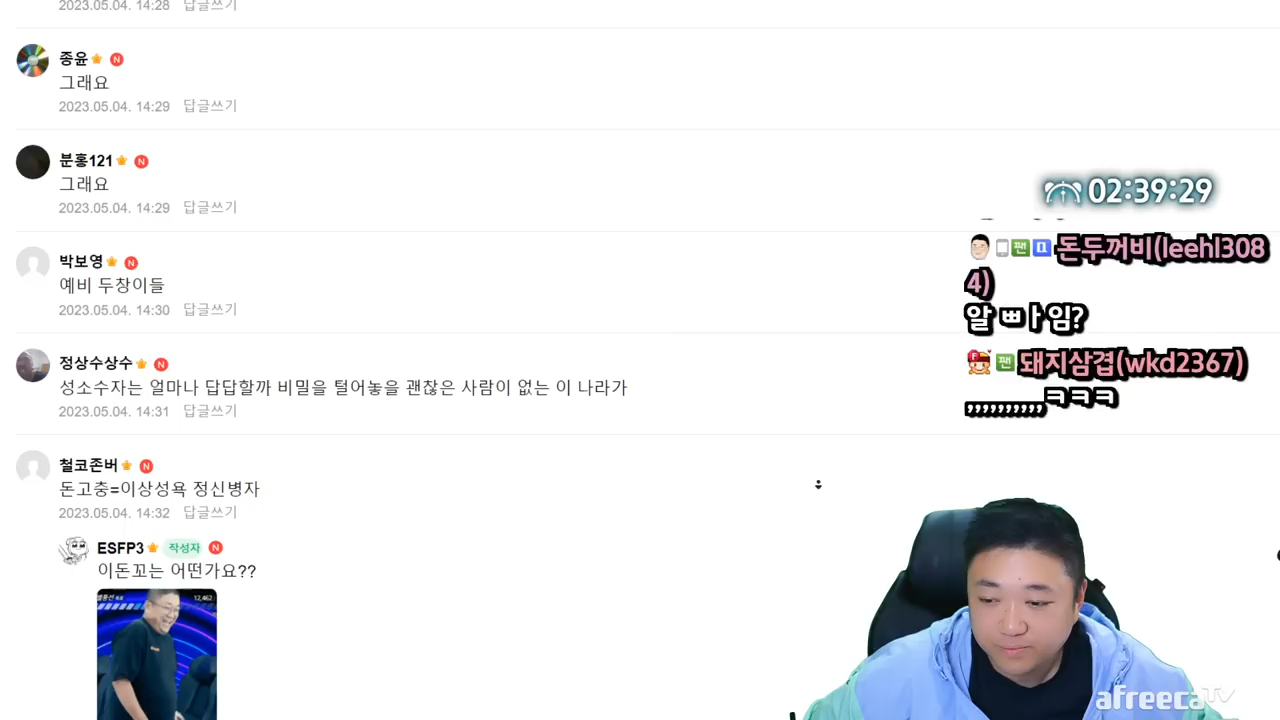 2023.05.04. 14:28 답글쓰기
종윤 N
그래요
2023.05.04. 14:29 답글쓰기
분홍121 N
그래요
2023.05.04. 14:29 답글쓰기
박보영 N
예비 두창이들
2023.05.04. 14:30 답글쓰기
정상수상수 N
성소수자는 얼마나 답답할까 비밀을 털어놓을 괜찮은 사람이 없는 이 나라가
2023.05.04. 14:31 답글쓰기
철코존버 N
돈고충=이상성욕 정신병자
2023.05.04. 14:32 답글쓰기
ESFP3 작성자 N
이돈꼬는 어떤가요??
12,462
02:39:29
팬 돈두꺼비(leehl308
4)
알 ㅃㅏ임?
팬 돼지삼겹(wkd2367)
,,,,,,,,,,ㅋㅋㅋ
afreecaTV